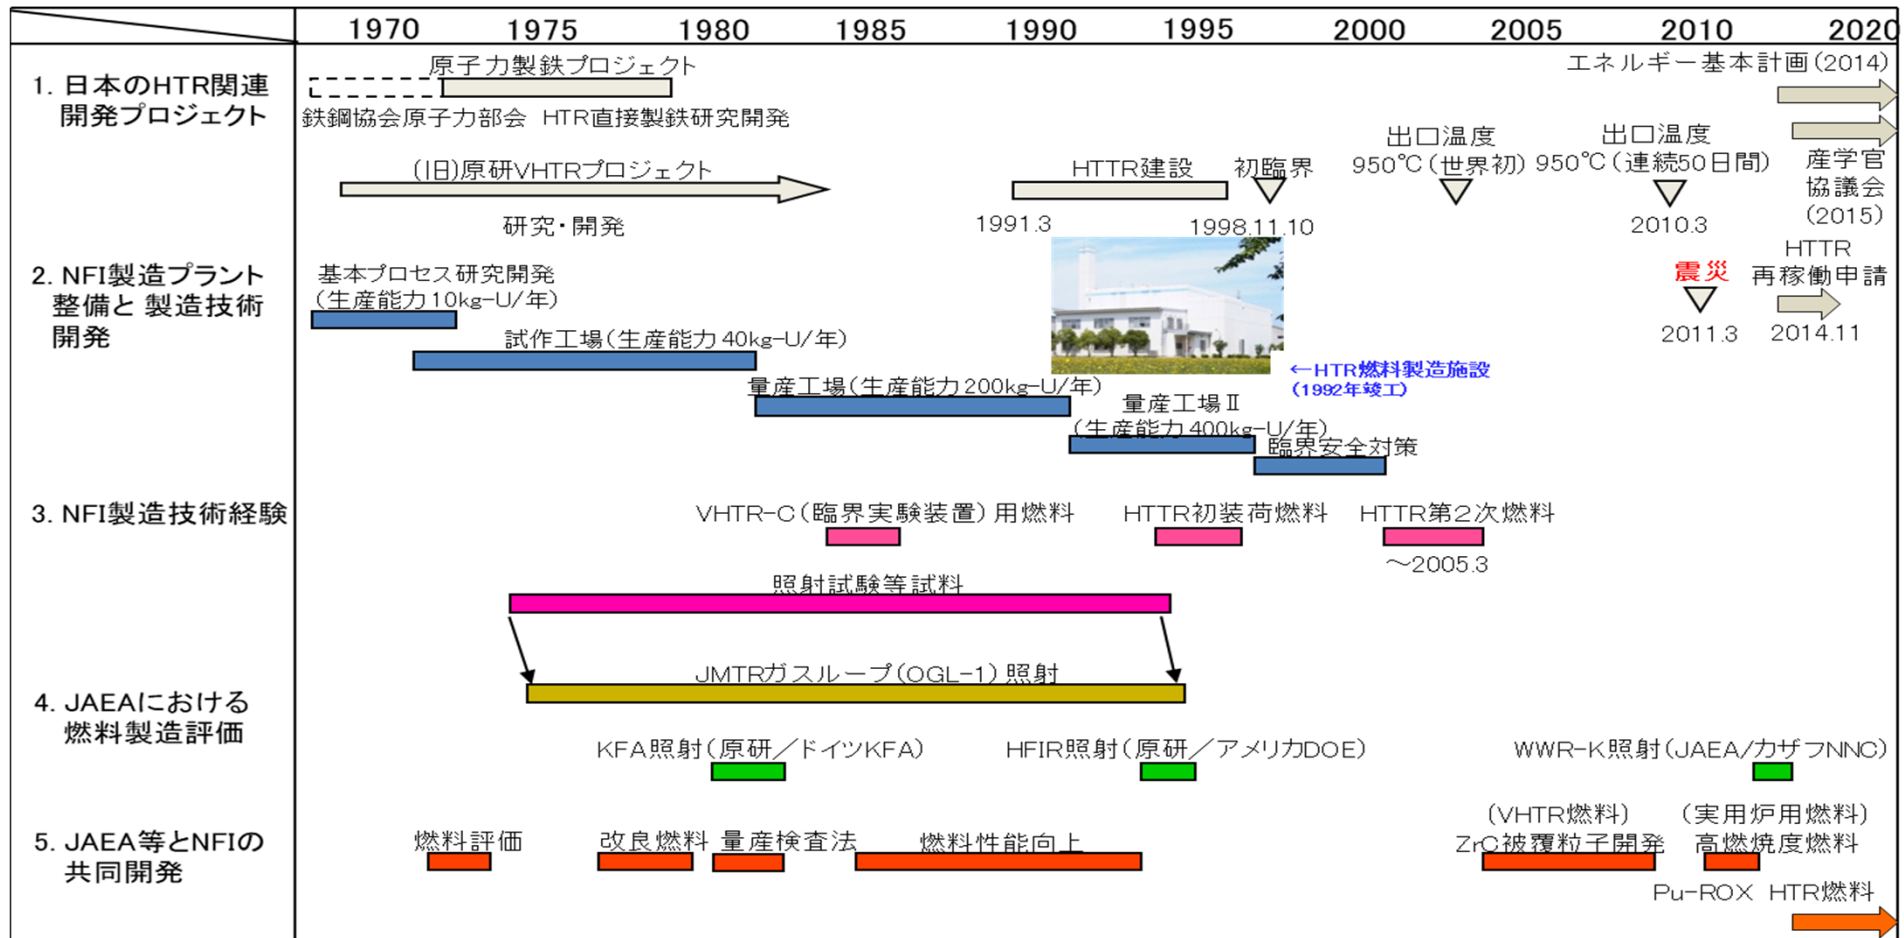 1970 1975 1980 1985 1990 1995 2000 2005 2010 2020
1. 日本のHTR関連
開発プロジェクト
原子力製鉄プロジェクト
鉄鋼協会原子力部会 HTR直接製鉄研究開発
エネルギー基本計画(2014)
(旧)原研VHTRプロジェクト
研究・開発
HTTR建設
1991.3
初臨界
1998.11.10
出口温度
950℃(世界初)
出口温度
950℃(連続50日間)
2010.3
産学官
協議会
(2015)
2. NFI製造プラント
整備と 製造技術
開発
基本プロセス研究開発
(生産能力10kg-U/年)
試作工場(生産能力 40kg-U/年)
量産工場(生産能力 200kg-U/年)
量産工場Ⅱ
(生産能力 400kg-U/年)
臨界安全対策
←HTR燃料製造施設
(1992年竣工)
震災
2011.3
HTTR
再稼働申請
2014.11
3. NFI製造技術経験
VHTR-C(臨界実験装置)用燃料
HTTR初装荷燃料
HTTR第2次燃料
～2005.3
照射試験等試料
4. JAEAにおける
燃料製造評価
JMTRガスループ(OGL-1)照射
KFA照射(原研／ドイツKFA)
HFIR照射(原研／アメリカDOE)
WWR-K照射(JAEA/カザフNNC)
5. JAEA等とNFIの
共同開発
燃料評価
改良燃料
量産検査法
燃料性能向上
(VHTR燃料)
ZrC被覆粒子開発
(実用炉用燃料)
高燃焼度燃料
Pu-ROX HTR燃料